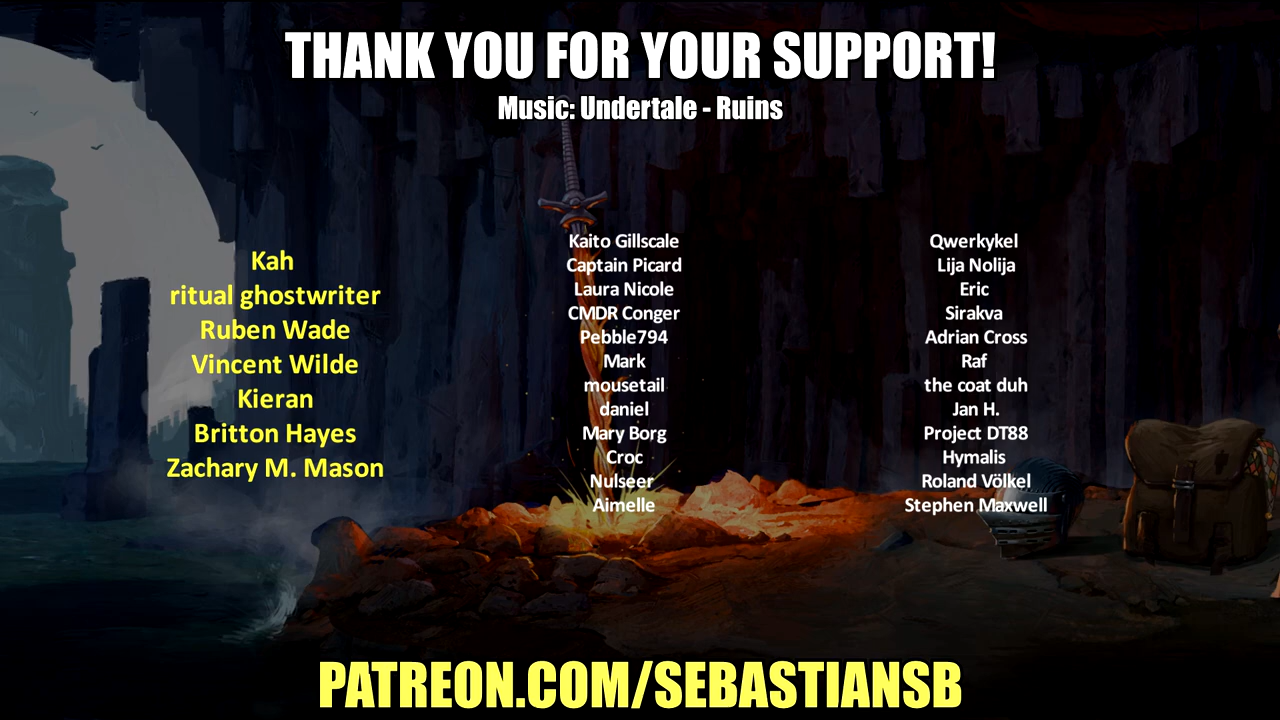 THANK YOU FOR YOUR SUPPORT!
Music: Undertale - Ruins
Kah
ritual ghostwriter
Ruben Wade
Vincent Wilde
Kieran
Britton Hayes
Zachary M. Mason
Kaito Gillscale
Captain Picard
Laura Nicole
CMDR Conger
Pebble794
Mark
mousetail
daniel
Mary Borg
Croc
Nulseer
Aimelle
Qwerkykel
Lija Nolija
Eric
Sirakva
Adrian Cross
Raf
the coat duh
Jan H.
Project DT88
Hymalis
Roland Völkel
Stephen Maxwell
PATREON.COM/SEBASTIANSB